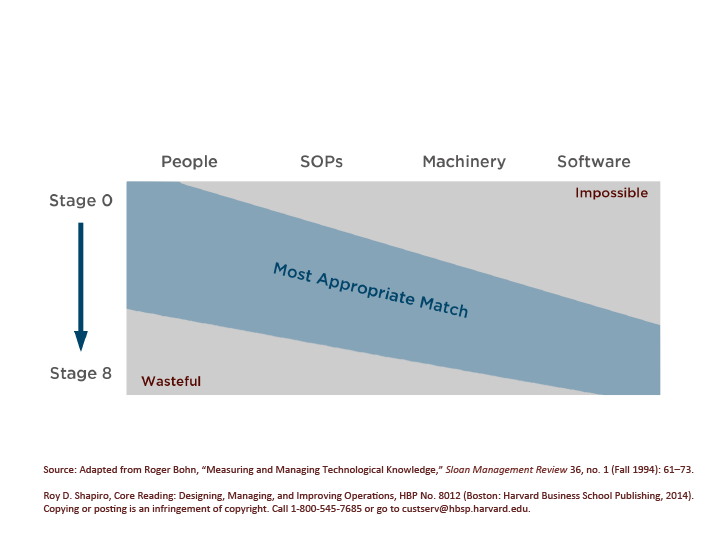 People SOPs Machinery Software
Stage 0
Impossible
Most Appropriate Match
Stage 8
Wasteful
Source: Adapted from Roger Bohn, “Measuring and Managing Technological Knowledge,” Sloan Management Review 36, no. 1 (Fall 1994): 61–73.
Roy D. Shapiro, Core Reading: Designing, Managing, and Improving Operations, HBP No. 8012 (Boston: Harvard Business School Publishing, 2014).
Copying or posting is an infringement of copyright. Call 1-800-545-7685 or go to custserv@hbsp.harvard.edu.